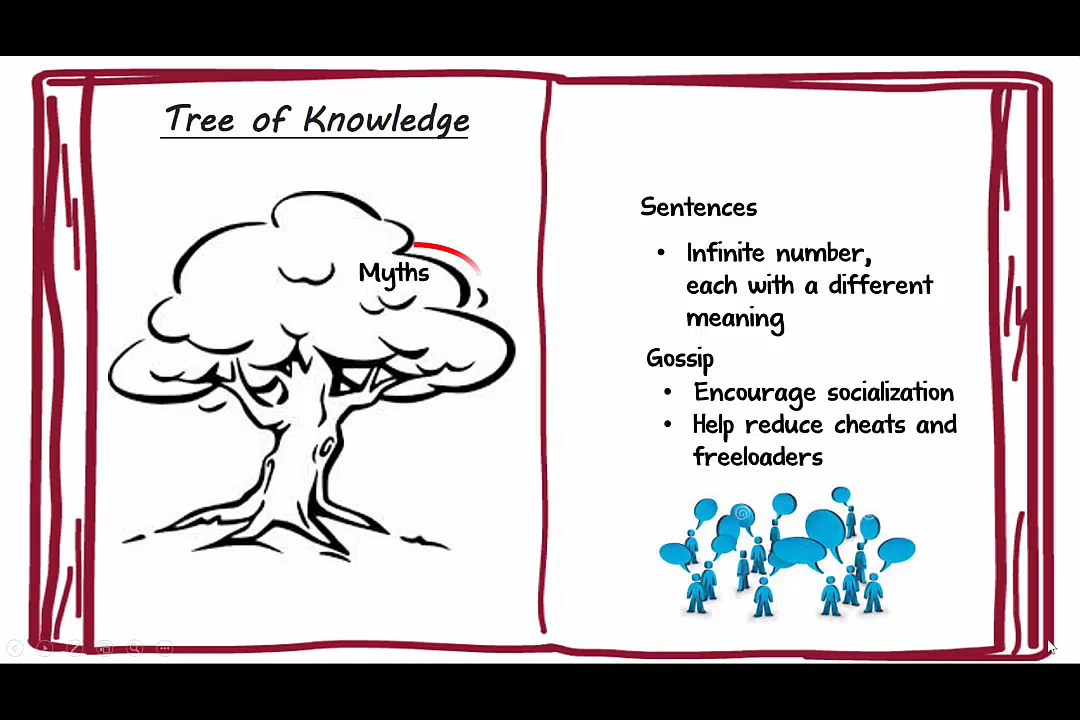 Tree of Knowledge
Myths
Sentences
• Infinite number,
each with a different
meaning
Gossip
• Encourage socialization
• Help reduce cheats and
freeloaders